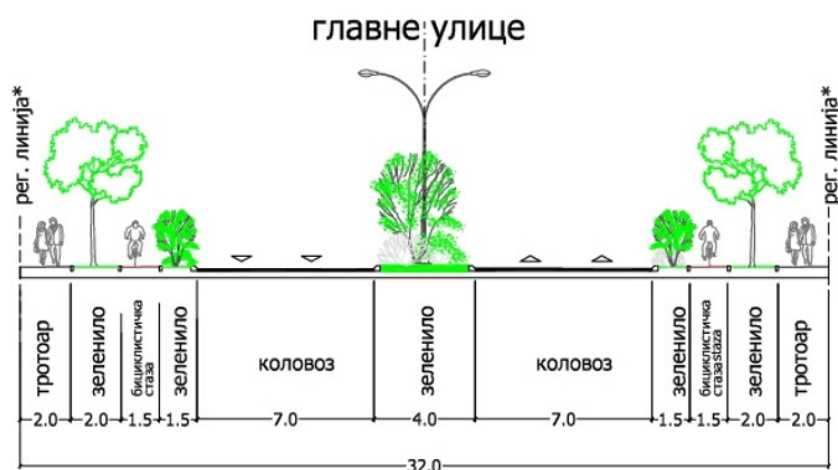 главне улице
рег. линија*
рег. линија*
тротоар
зеленило
бициклистичка
стаза
зеленило
коловоз
зеленило
коловоз
зеленило
бициклистичка
стазаstaza
зеленило
тротоар
2.0 2.0 1.5 1.5 7.0 4.0 7.0 1.5 1.5 2.0 2.0
32.0